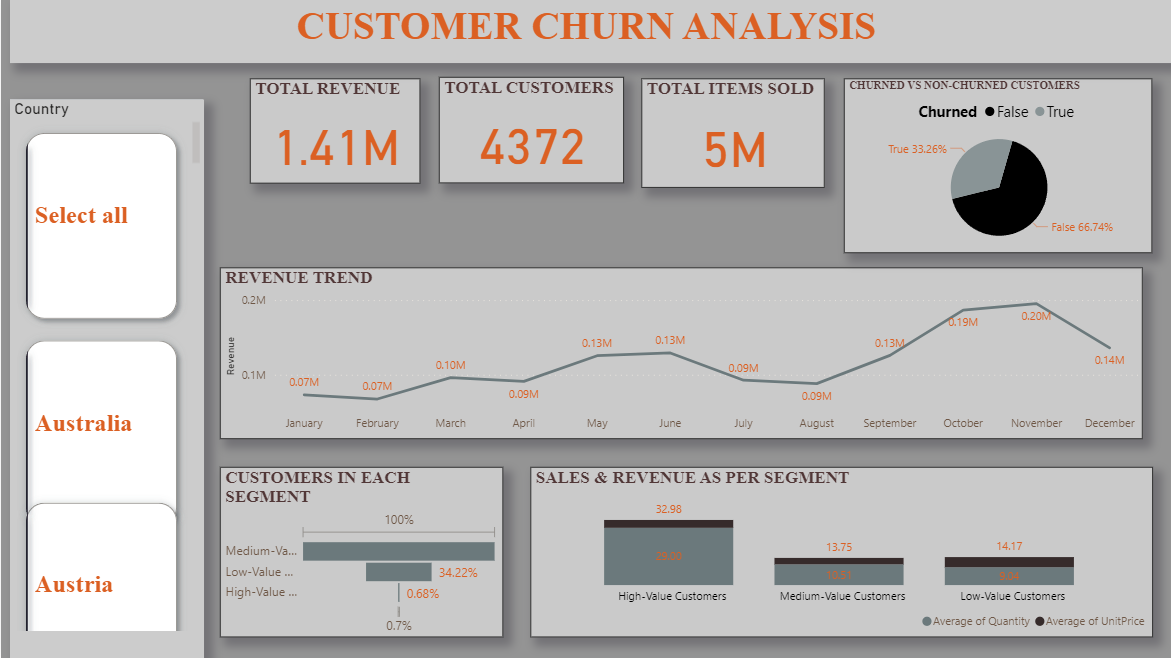 CUSTOMER CHURN ANALYSIS
Country
Select all
Australia
Austria
TOTAL REVENUE
1.41M
TOTAL CUSTOMERS
4372
TOTAL ITEMS SOLD
5M
CHURNED VS NON-CHURNED CUSTOMERS
Churned False True
True 33.26%
False 66.74%
REVENUE TREND
Revenue
0.2M
0.1M
0.07M 0.07M 0.10M 0.09M 0.13M 0.13M 0.09M 0.09M 0.13M 0.19M 0.20M 0.14M
January February March April May June July August September October November December
CUSTOMERS IN EACH
SEGMENT
100%
Medium-Va...
Low-Value ... 34.22%
High-Value ... 0.68%
0.7%
SALES & REVENUE AS PER SEGMENT
32.98 13.75 14.17
High-Value Customers Medium-Value Customers Low-Value Customers
Average of Quantity Average of UnitPrice